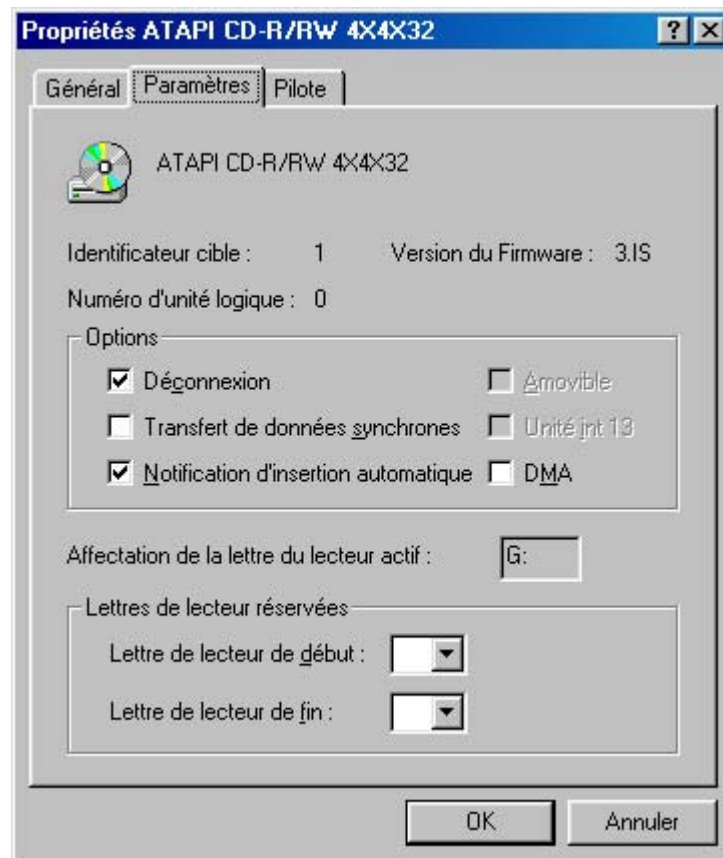 Propriétés ATAPI CD-R/RW 4X4X32
Général Paramètres Pilote
ATAPI CD-R/RW 4X4X32
Identificateur cible : 1 Version du Firmware : 3.IS
Numéro d'unité logique : 0
Options
Déconnexion Amovible
Transfert de données synchrones Unité int 13
Notification d'insertion automatique DMA
Affectation de la lettre du lecteur actif : G:
Lettres de lecteur réservées
Lettre de lecteur de début :
Lettre de lecteur de fin :
OK Annuler